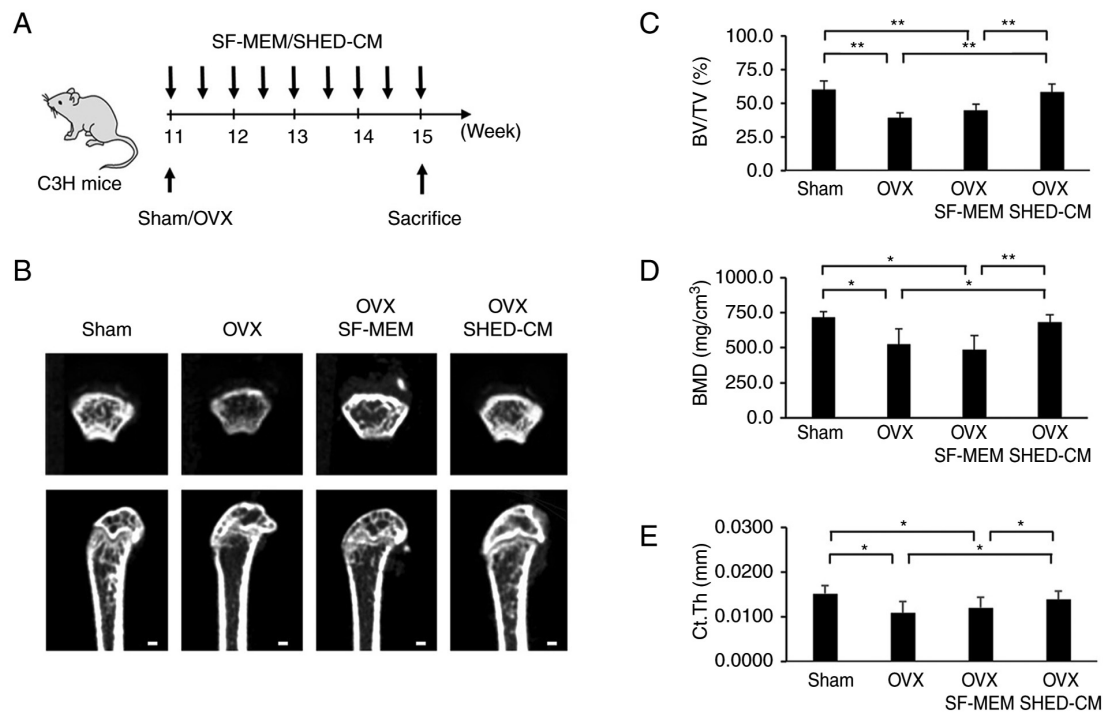 A
SF-MEM/SHED-CM
11 12 13 14 15 (Week)
C3H mice
Sham/OVX Sacrifice
B
Sham OVX OVX SF-MEM OVX SHED-CM
C
** **
** **
BV/TV (%)
100.0
75.0
50.0
25.0
0.0
Sham OVX OVX OVX
SF-MEM SHED-CM
D
* **
* *
BMD (mg/cm³)
1000.0
750.0
500.0
250.0
0.0
Sham OVX OVX OVX
SF-MEM SHED-CM
E
* *
* *
Ct.Th (mm)
0.0300
0.0200
0.0100
0.0000
Sham OVX OVX OVX
SF-MEM SHED-CM